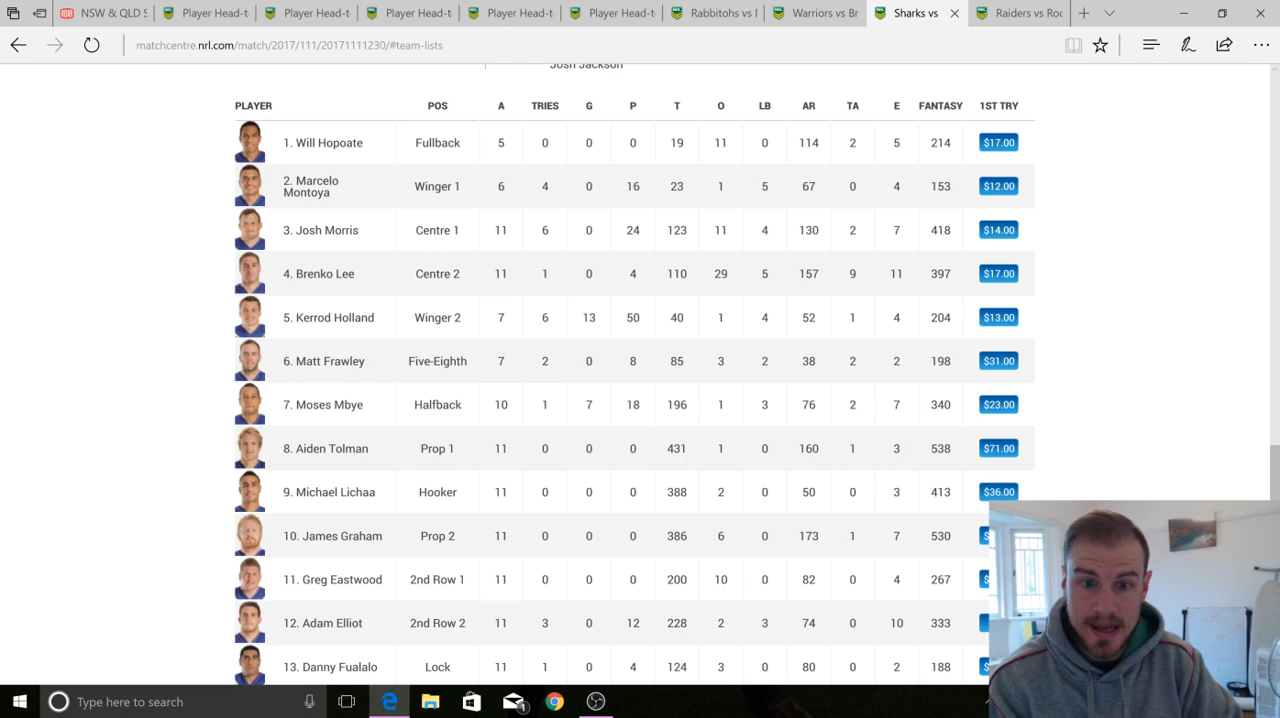 NSW & QLD S
Player Head-t
Player Head-t
Player Head-t
Player Head-t
Rabbitohs vs
Warriors vs B
Sharks vs
Raiders vs Roc
matchcentre.nrl.com/match/2017/111/20171111230/#team-lists
Josh Jackson
PLAYER POS A TRIES G P T O LB AR TA E FANTASY 1ST TRY
1. Will Hopoate Fullback 5 0 0 0 19 11 0 114 2 5 214 $17.00
2. Marcelo Montoya Winger 1 6 4 0 16 23 1 5 67 0 4 153 $12.00
3. Josh Morris Centre 1 11 6 0 24 123 11 4 130 2 7 418 $14.00
4. Brenko Lee Centre 2 11 1 0 4 110 29 5 157 9 11 397 $17.00
5. Kerrod Holland Winger 2 7 6 13 50 40 1 4 52 1 4 204 $13.00
6. Matt Frawley Five-Eighth 7 2 0 8 85 3 2 38 2 2 198 $31.00
7. Moses Mbye Halfback 10 1 7 18 196 1 3 76 2 7 340 $23.00
8. Aiden Tolman Prop 1 11 0 0 0 431 1 0 160 1 3 538 $71.00
9. Michael Lichaa Hooker 11 0 0 0 388 2 0 50 0 3 413 $36.00
James Graham Prop 2 11 0 0 0 386 6 0 173 1 7 530
11. Greg Eastwood 2nd Row 1 11 0 0 0 200 10 0 82 0 4 267
12. Adam Elliot 2nd Row 2 11 3 0 12 228 2 3 74 0 10 333
13. Danny Fualalo Lock 11 1 0 4 124 3 0 80 0 2 188
Type here to search